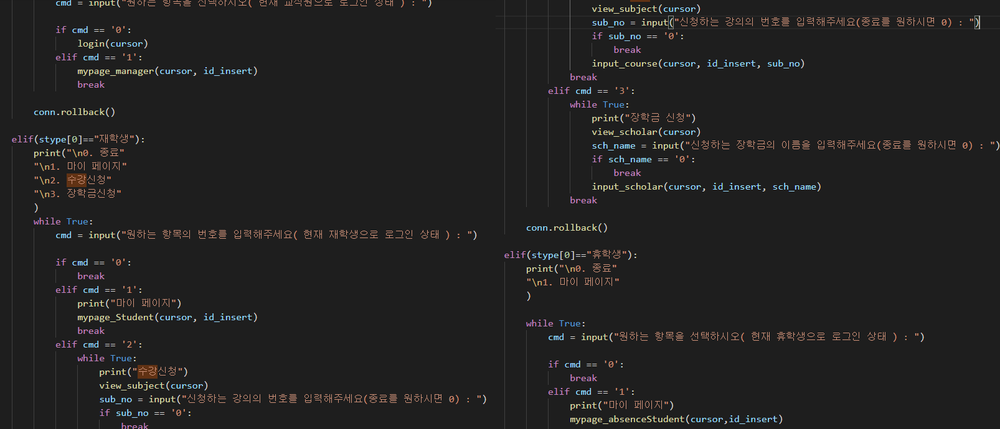 cmd = input("원하는 항목을 선택하시오( 현재 교직원으로 로그인 상태 ) : ")
if cmd == '0':
login(cursor)
elif cmd == '1':
mypage_manager(cursor, id_insert)
break
conn.rollback()
elif(stype[0]=="재학생"):
print("\n0. 종료"
"\n1. 마이 페이지"
"\n2. 수강신청"
"\n3. 장학금신청"
)
while True:
cmd = input("원하는 항목의 번호를 입력해주세요( 현재 재학생으로 로그인 상태 ) : ")
if cmd == '0':
break
elif cmd == '1':
print("마이 페이지")
mypage_Student(cursor, id_insert)
break
elif cmd == '2':
while True:
print("수강신청")
view_subject(cursor)
sub_no = input("신청하는 강의의 번호를 입력해주세요(종료를 원하시면 0) : ")
if sub_no == '0':
break
view_subject(cursor)
sub_no = input("신청하는 강의의 번호를 입력해주세요(종료를 원하시면 0) : ")
if sub_no == '0':
break
input_course(cursor, id_insert, sub_no)
break
elif cmd == '3':
while True:
print("장학금 신청")
view_scholar(cursor)
sch_name = input("신청하는 장학금의 이름을 입력해주세요(종료를 원하시면 0) : ")
if sch_name == '0':
break
input_scholar(cursor, id_insert, sch_name)
break
conn.rollback()
elif(stype[0]=="휴학생"):
print("\n0. 종료"
"\n1. 마이 페이지"
)
while True:
cmd = input("원하는 항목을 선택하시오( 현재 휴학생으로 로그인 상태 ) : ")
if cmd == '0':
break
elif cmd == '1':
print("마이 페이지")
mypage_absenceStudent(cursor,id_insert)